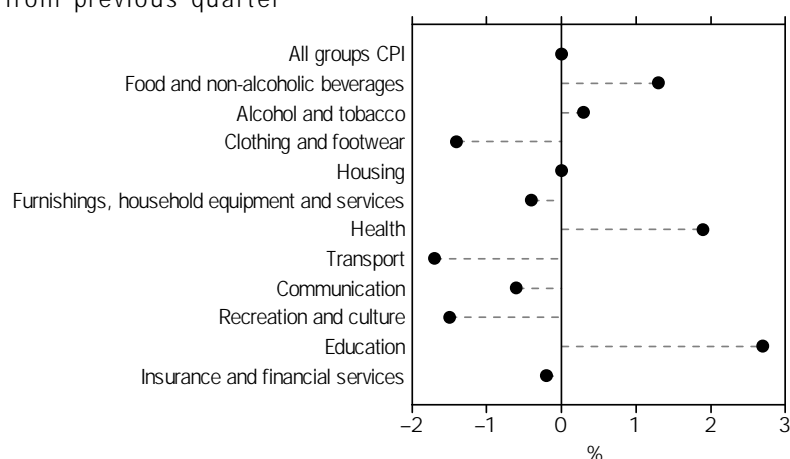 from previous quarter
All groups CPI
Food and non-alcoholic beverages
Alcohol and tobacco
Clothing and footwear
Housing
Furnishings, household equipment and services
Health
Transport
Communication
Recreation and culture
Education
Insurance and financial services
–2 –1 0 1 2 3
%